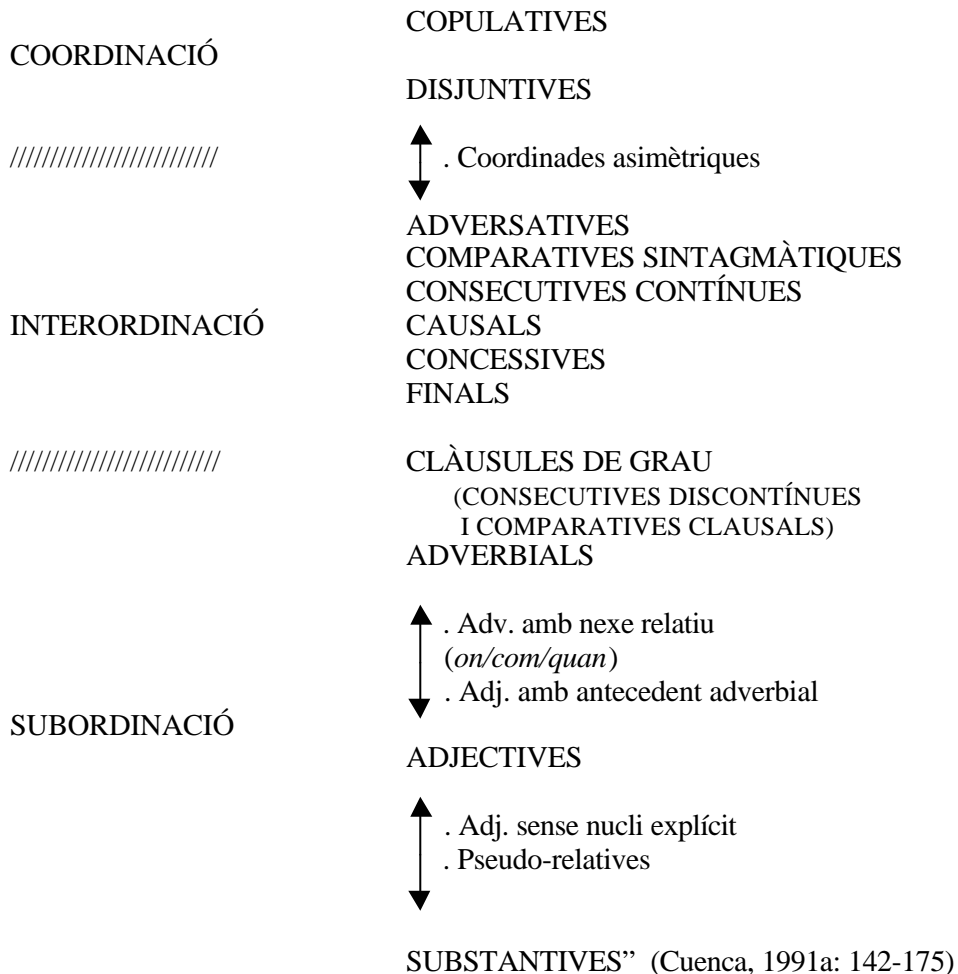 COPULATIVES
COORDINACIÓ
DISJUNTIVES
////////////////////////// . Coordinades asimètriques
ADVERSATIVES
COMPARATIVES SINTAGMÀTIQUES
CONSECUTIVES CONTÍNUES
INTERORDINACIÓ CAUSALS
CONCESSIVES
FINALS
////////////////////////// CLÀUSULES DE GRAU
(CONSECUTIVES DISCONTÍNUES
I COMPARATIVES CLAUSALS)
ADVERBIALS
. Adv. amb nexe relatiu
(on/com/quan)
. Adj. amb antecedent adverbial
SUBORDINACIÓ
ADJECTIVES
. Adj. sense nucli explícit
. Pseudo-relatives
SUBSTANTIVES” (Cuenca, 1991a: 142-175)